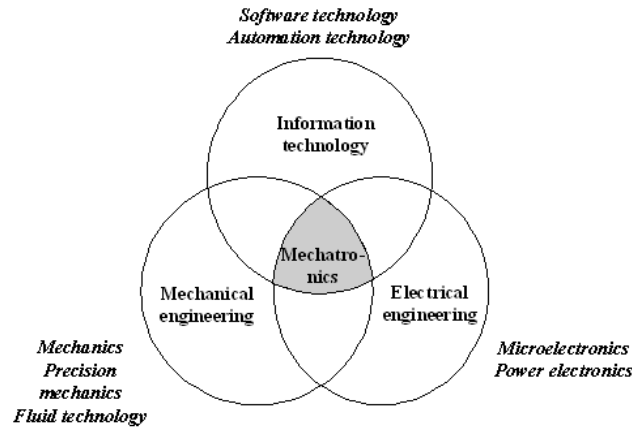 Software technology
Automation technology
Information
technology
Mechatro-
nics
Mechanical
engineering
Electrical
engineering
Mechanics
Precision
mechanics
Fluid technology
Microelectronics
Power electronics